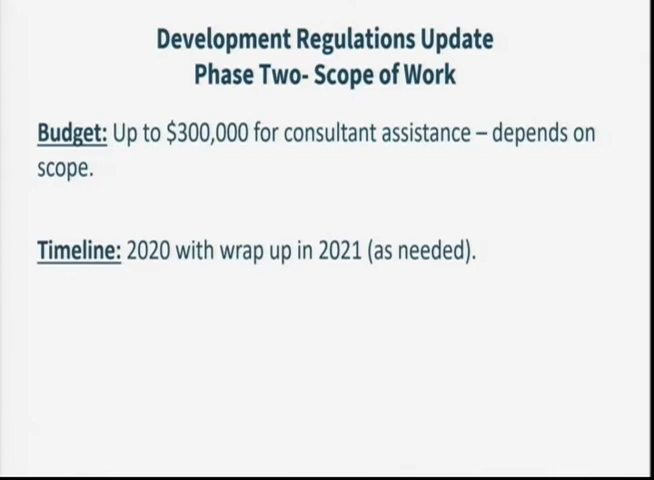 Development Regulations Update
Phase Two- Scope of Work
Budget: Up to $300,000 for consultant assistance – depends on
scope.
Timeline: 2020 with wrap up in 2021 (as needed).